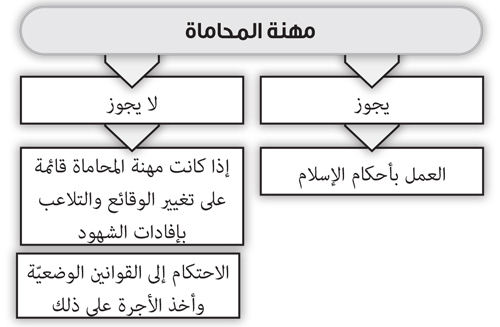 مهنة المحاماة
يجوز
لا يجوز
العمل بأحكام الإسلام
إذا كانت مهنة المحاماة قائمة
على تغيير الوقائع والتلاعب
بإفادات الشهود
الاحتكام إلى القوانين الوضعيّة
وأخذ الأجرة على ذلك